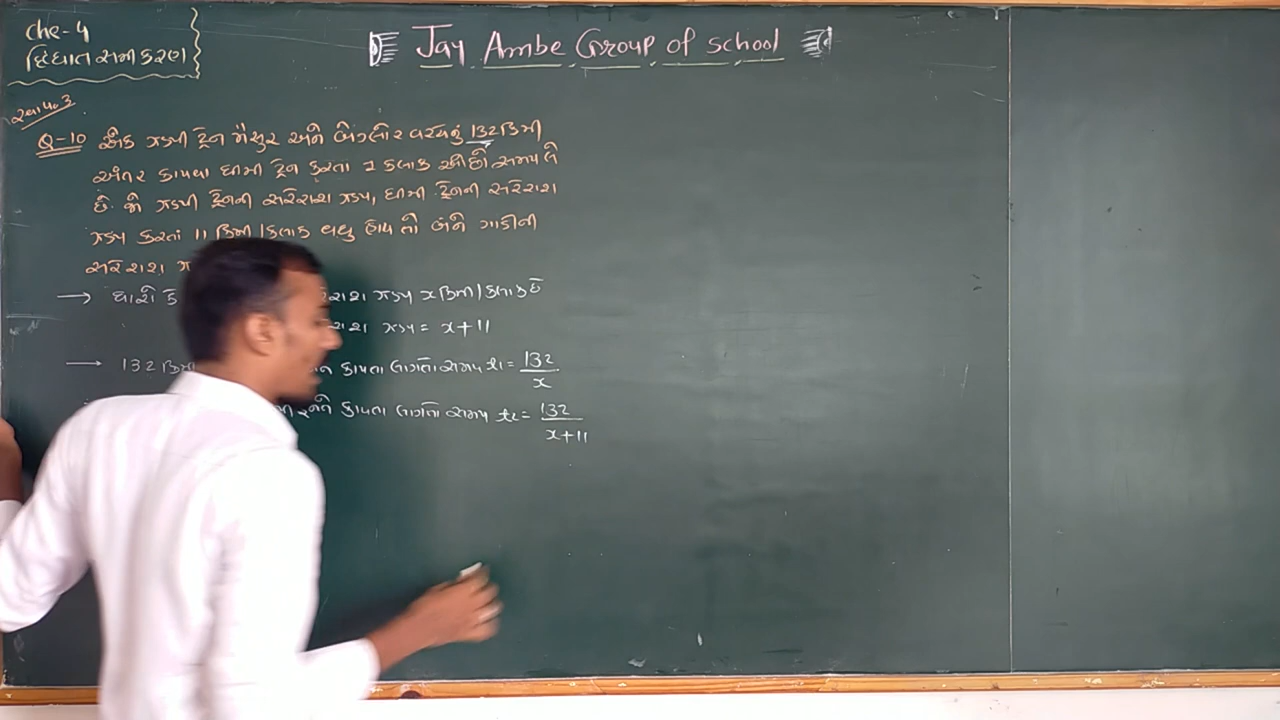 Che-4
દ્વિઘાત સમીકરણ
Jay Ambe Group of school
સ્વા 4.3
Q-10 એક ઝડપી ટ્રેન મૈસુર અને બેંગ્લોર વચ્ચેનું 132 કિમી
અંતર કાપવા ધીમી ટ્રેન કરતા 1 કલાક ઓછો સમય લે
છે. જો ઝડપી ટ્રેનની સરેરાશ ઝડપ, ધીમી ટ્રેનની સરેરાશ
ઝડપ કરતાં 11 કિમી/કલાક વધુ હોય તો બંને ગાડીની
સરેરાશ
→ ધારો કે ઝડપ x કિમી/કલાક છે
ઝડપ = x+11
→ 132 કિમી કાપતા લાગતો સમય t₁ = 132/x
કાપતા લાગતો સમય t₂ = 132/x+11